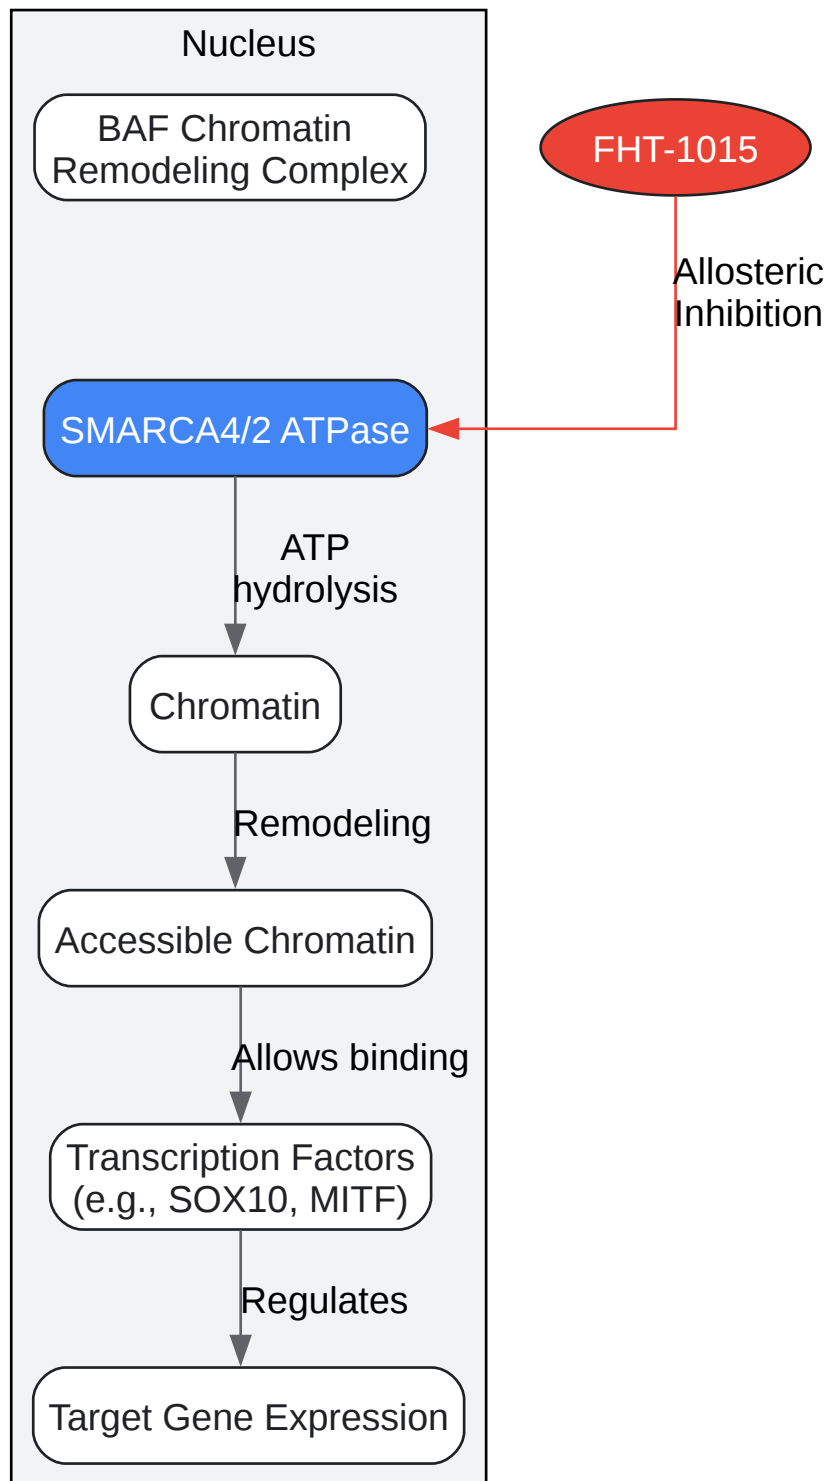 Nucleus
BAF Chromatin
Remodeling Complex
FHT-1015
Allosteric
Inhibition
SMARCA4/2 ATPase
ATP
hydrolysis
Chromatin
Remodeling
Accessible Chromatin
Allows binding
Transcription Factors
(e.g., SOX10, MITF)
Regulates
Target Gene Expression